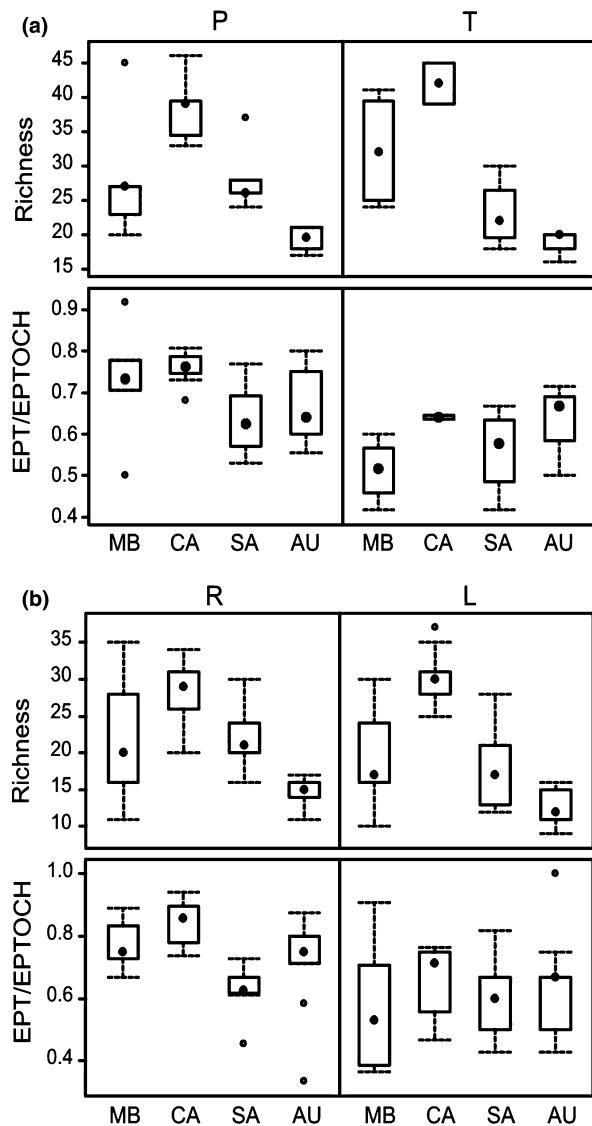 (a)
P T
Richness
45
40
35
30
25
20
15
EPT/EPTOCH
0.9
0.8
0.7
0.6
0.5
0.4
MB CA SA AU MB CA SA AU
(b)
R L
Richness
35
30
25
20
15
10
EPT/EPTOCH
1.0
0.8
0.6
0.4
MB CA SA AU MB CA SA AU